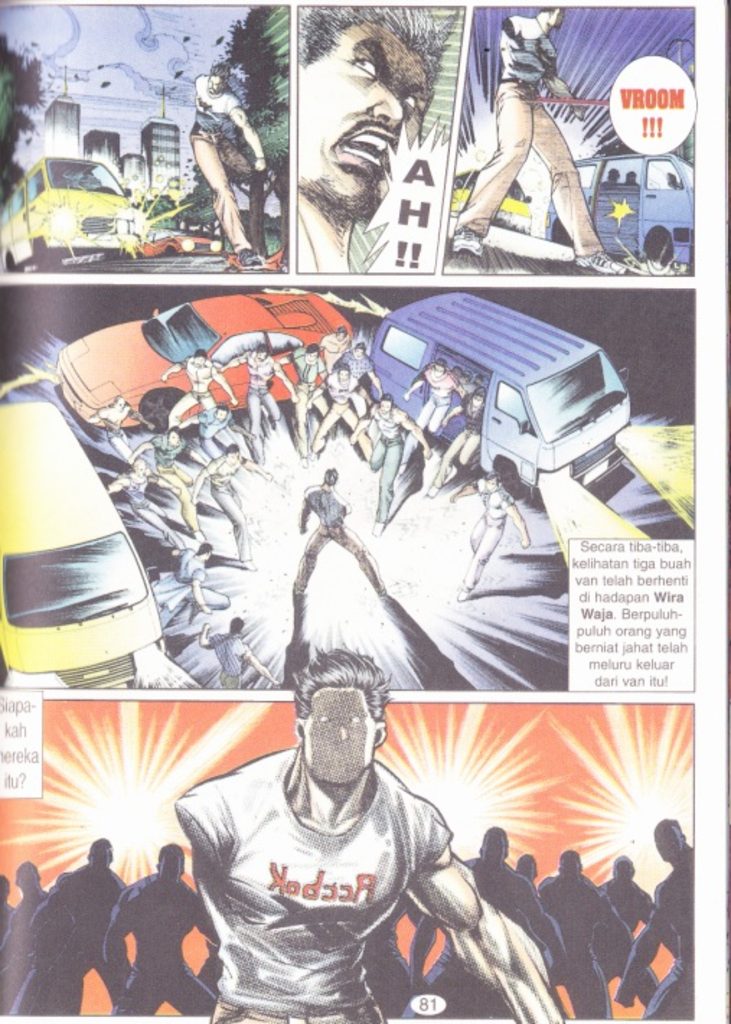 AH!!
VROOM
!!!
Secara tiba-tiba,
kelihatan tiga buah
van telah berhenti
di hadapan Wira
Waja. Berpuluh-
puluh orang yang
berniat jahat telah
meluru keluar
dari van itu!
Siapa-
kah
mereka
itu?
Reebok
81